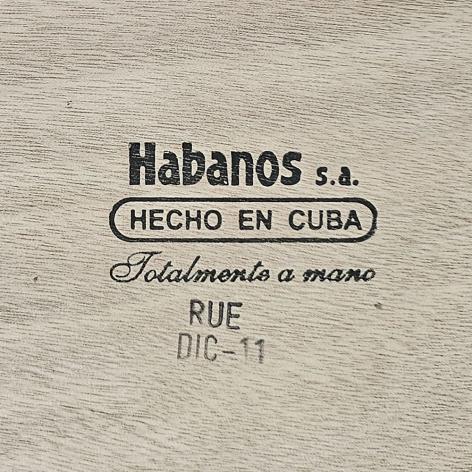 Habanos s.a.
HECHO EN CUBA
Totalmente a mano
RUE
DIC-11